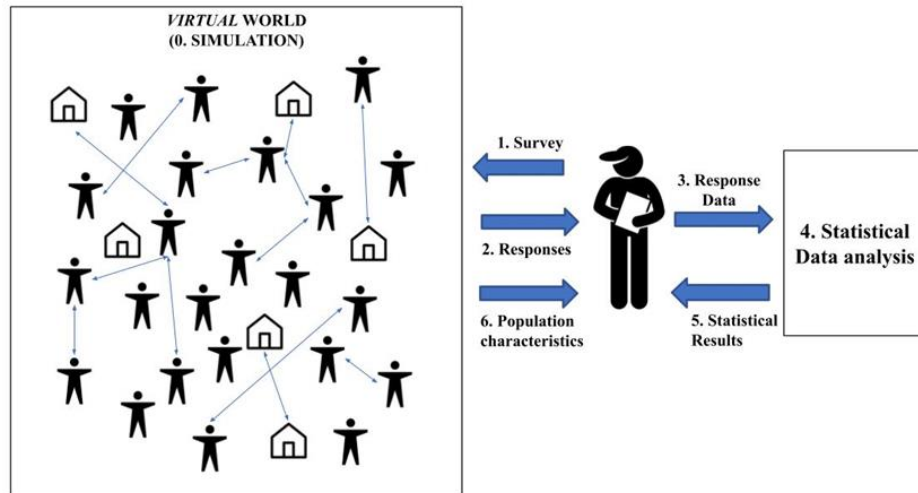 VIRTUAL WORLD
(0. SIMULATION)
1. Survey
2. Responses
6. Population
characteristics
3. Response
Data
5. Statistical
Results
4. Statistical
Data analysis